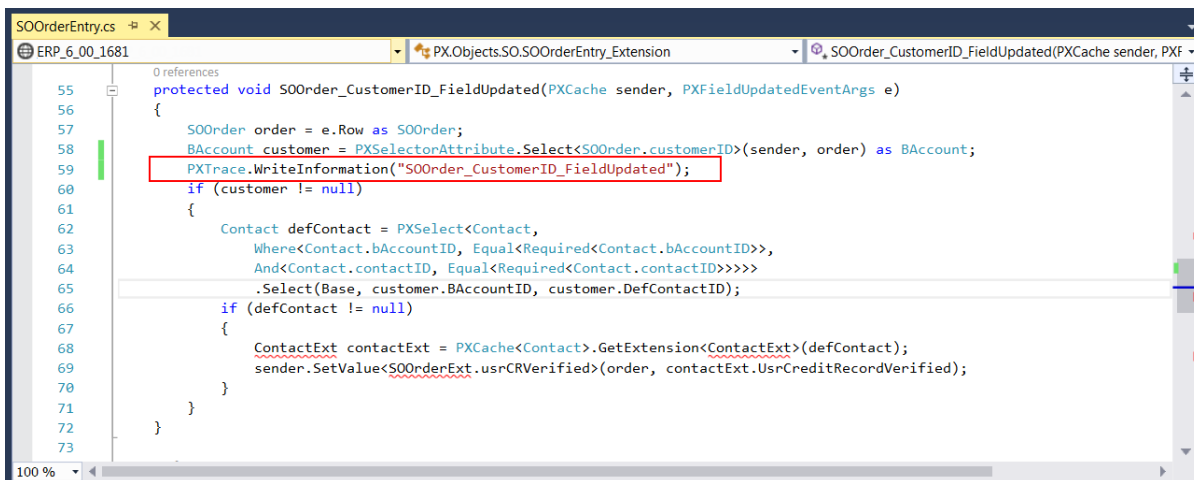 SOOrderEntry.cs
ERP_6_00_1681 PX.Objects.SO.SOOrderEntry_Extension SOOrder_CustomerID_FieldUpdated(PXCache sender, PXF
0 references
55 protected void SOOrder_CustomerID_FieldUpdated(PXCache sender, PXFieldUpdatedEventArgs e)
56 {
57 SOOrder order = e.Row as SOOrder;
58 BAccount customer = PXSelectorAttribute.Select<SOOrder.customerID>(sender, order) as BAccount;
59 PXTrace.WriteInformation("SOOrder_CustomerID_FieldUpdated");
60 if (customer != null)
61 {
62 Contact defContact = PXSelect<Contact,
63 Where<Contact.bAccountID, Equal<Required<Contact.bAccountID>>,
64 And<Contact.contactID, Equal<Required<Contact.contactID>>>>>
65 .Select(Base, customer.BAccountID, customer.DefContactID);
66 if (defContact != null)
67 {
68 ContactExt contactExt = PXCache<Contact>.GetExtension<ContactExt>(defContact);
69 sender.SetValue<SOOrderExt.usrCRVerified>(order, contactExt.UsrCreditRecordVerified);
70 }
71 }
72 }
73
100 %